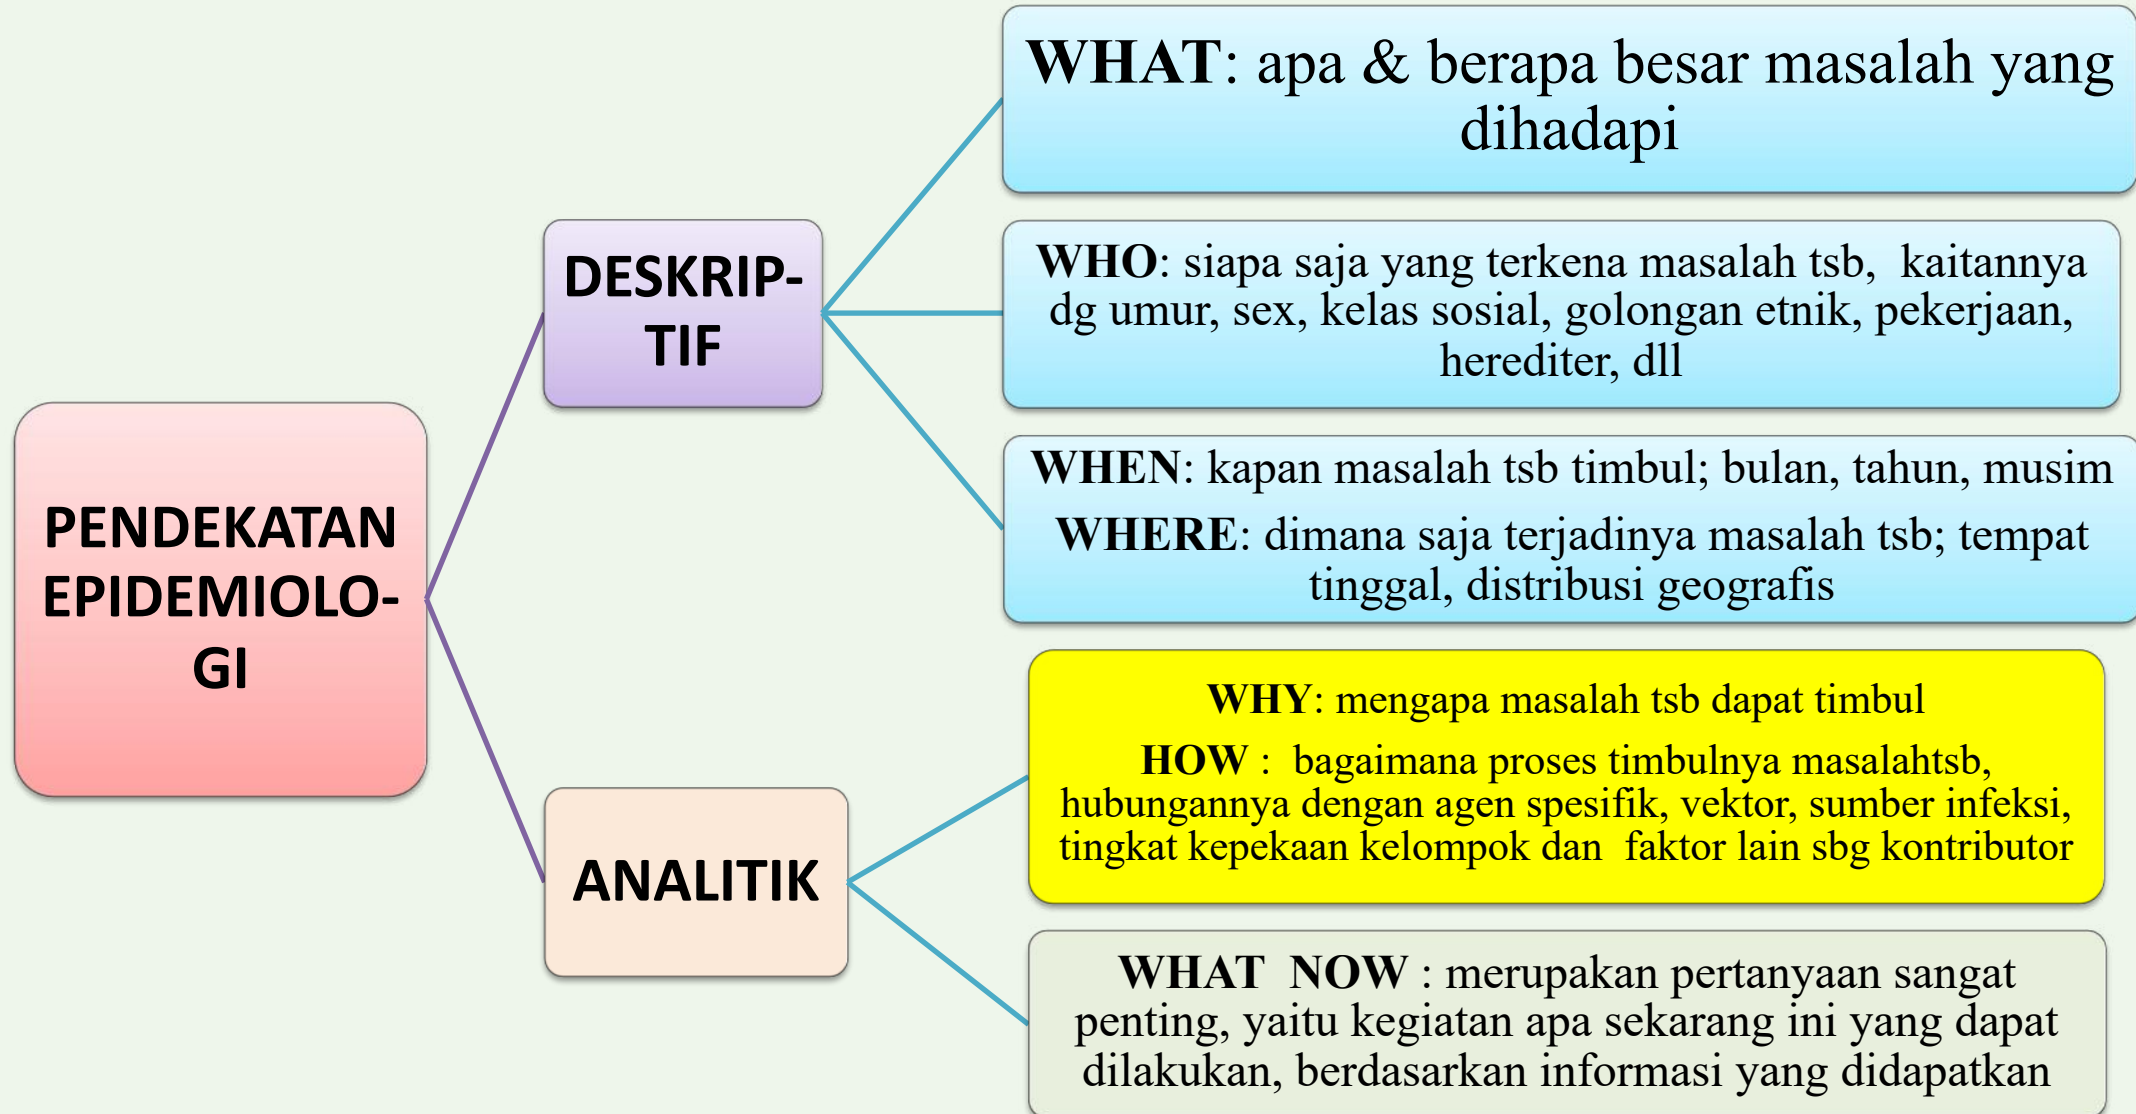 PENDEKATAN
EPIDEMIOLO-
GI
DESKRIP-
TIF
WHAT: apa & berapa besar masalah yang
dihadapi
WHO: siapa saja yang terkena masalah tsb, kaitannya
dg umur, sex, kelas sosial, golongan etnik, pekerjaan,
herediter, dll
WHEN: kapan masalah tsb timbul; bulan, tahun, musim
WHERE: dimana saja terjadinya masalah tsb; tempat
tinggal, distribusi geografis
ANALITIK
WHY: mengapa masalah tsb dapat timbul
HOW : bagaimana proses timbulnya masalahtsb,
hubungannya dengan agen spesifik, vektor, sumber infeksi,
tingkat kepekaan kelompok dan faktor lain sbg kontributor
WHAT NOW : merupakan pertanyaan sangat
penting, yaitu kegiatan apa sekarang ini yang dapat
dilakukan, berdasarkan informasi yang didapatkan